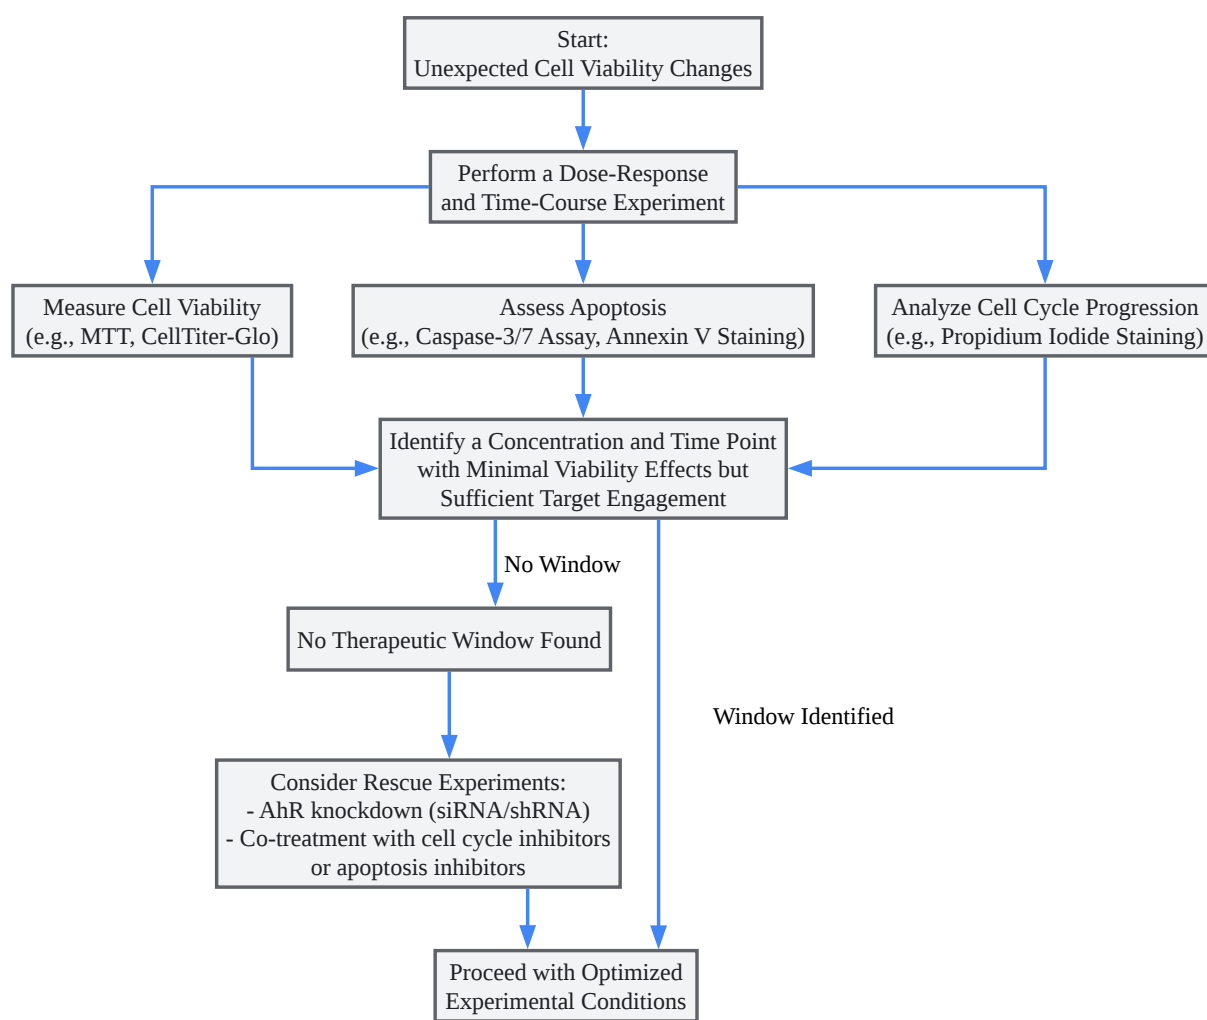 Start:
Unexpected Cell Viability Changes
Perform a Dose-Response
and Time-Course Experiment
Measure Cell Viability
(e.g., MTT, CellTiter-Glo)
Assess Apoptosis
(e.g., Caspase-3/7 Assay, Annexin V Staining)
Analyze Cell Cycle Progression
(e.g., Propidium Iodide Staining)
Identify a Concentration and Time Point
with Minimal Viability Effects but
Sufficient Target Engagement
No Window
No Therapeutic Window Found
Window Identified
Consider Rescue Experiments:
- AhR knockdown (siRNA/shRNA)
- Co-treatment with cell cycle inhibitors
or apoptosis inhibitors
Proceed with Optimized
Experimental Conditions